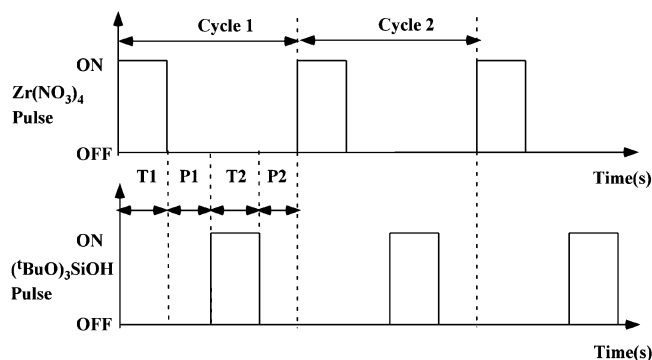 Cycle 1 Cycle 2
ON
Zr(NO₃)₄
Pulse
OFF
T1 P1 T2 P2
Time(s)
ON
(ᵗBuO)₃SiOH
Pulse
OFF
Time(s)